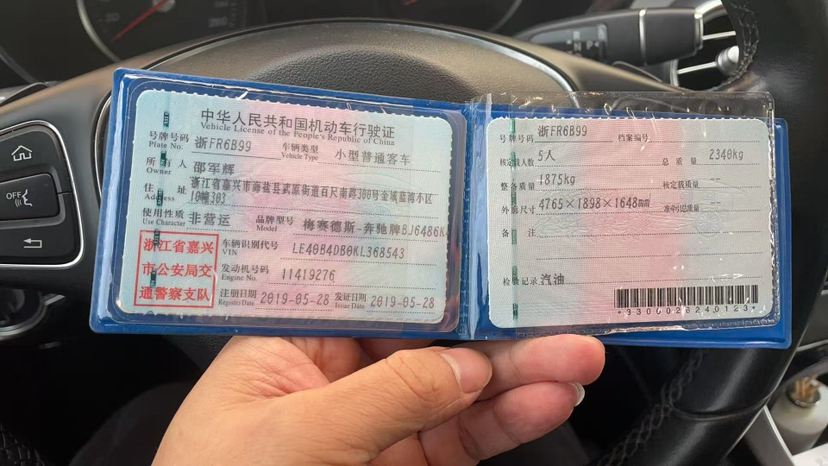 中华人民共和国机动车行驶证
Vehicle License of the People's Republic of China
号牌号码 浙FR6B99 车辆类型 小型普通客车
Plate No. Vehicle Type
所有人 邵军辉
住址 浙江省嘉兴市海盐县武原街道百尺南路306号金域蓝湾小区
Address 10幢303
使用性质 非营运 品牌型号 梅赛德斯-奔驰牌BJ6486K
Use Character Model
浙江省嘉兴
市公安局交
通警察支队
车辆识别代号 LE40B4DB0KL368543
VIN
发动机号码 11419276
Engine No.
注册日期 2019-05-28 发证日期 2019-05-28
Register Date Issue Date
号牌号码 浙FR6B99 档案编号
核定载人数 5人 总质量 2340kg
整备质量 1875kg 核定载质量
外廓尺寸 4765×1898×1648mm 准牵引总质量
备注
检验记录 汽油
*3300028240123*
OFF
R N P